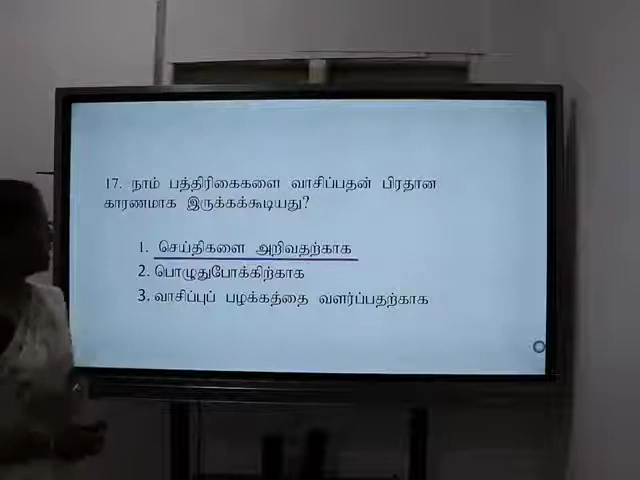 17. நாம் பத்திரிகைகளை வாசிப்பதன் பிரதான
காரணமாக இருக்கக்கூடியது?
1. செய்திகளை அறிவதற்காக
2. பொழுதுபோக்கிற்காக
3. வாசிப்புப் பழக்கத்தை வளர்ப்பதற்காக